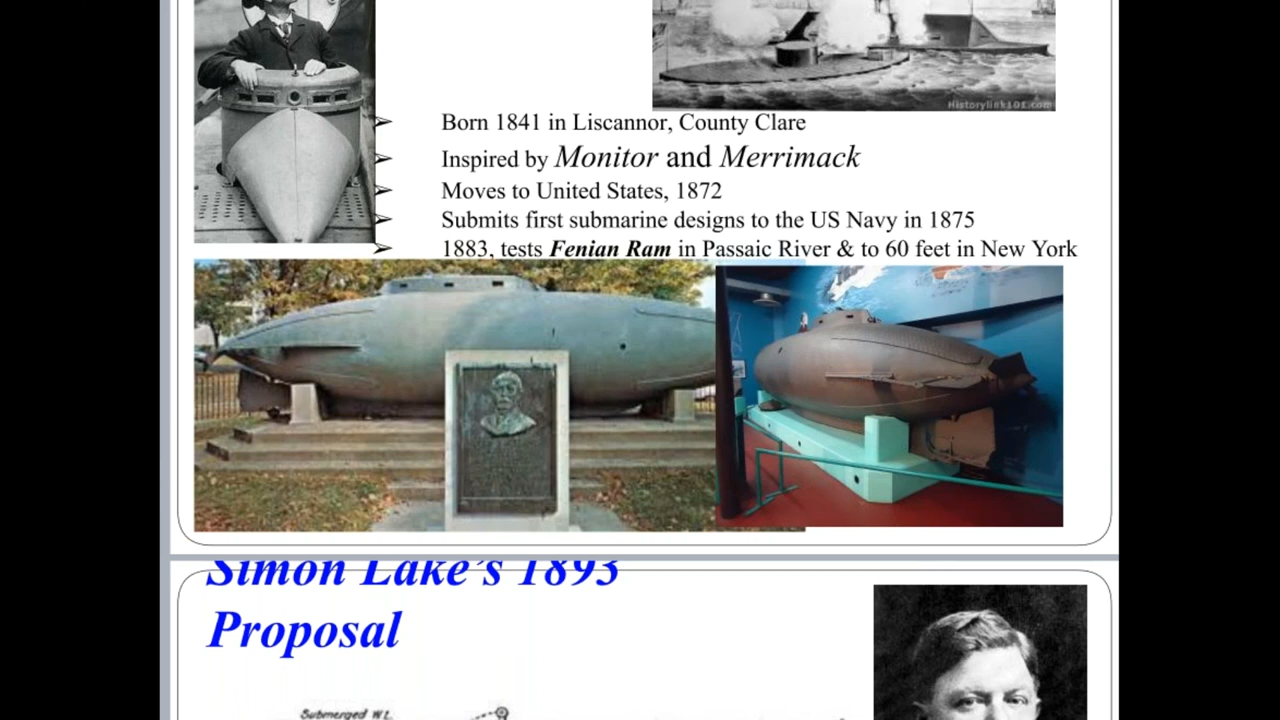 Historylink101.com
Born 1841 in Liscannor, County Clare
Inspired by Monitor and Merrimack
Moves to United States, 1872
Submits first submarine designs to the US Navy in 1875
1883, tests Fenian Ram in Passaic River & to 60 feet in New York
Simon Lake's 1893
Proposal
Submerged W.L.